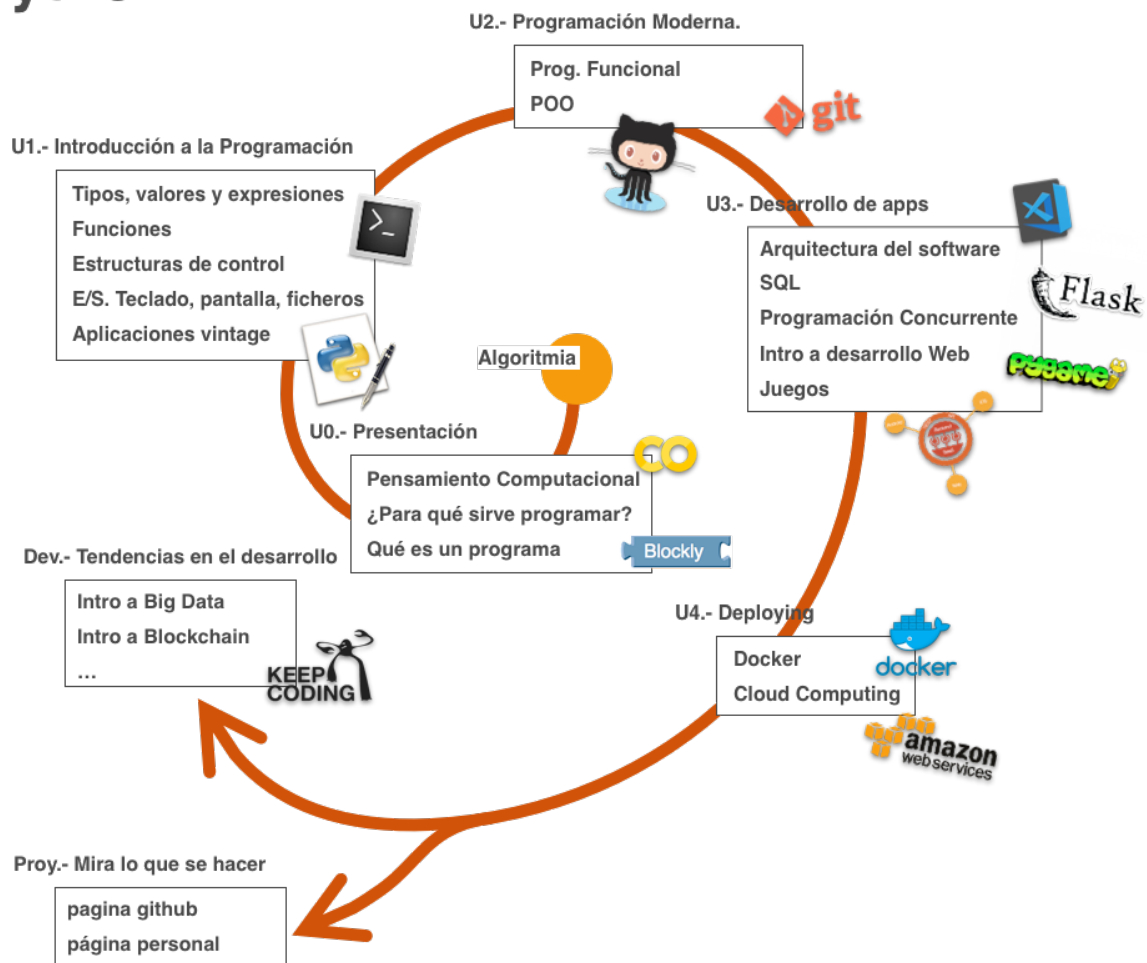 U2.- Programación Moderna.
Prog. Funcional
POO
git
U1.- Introducción a la Programación
Tipos, valores y expresiones
Funciones
Estructuras de control
E/S. Teclado, pantalla, ficheros
Aplicaciones vintage
>_
U3.- Desarrollo de apps
Arquitectura del software
SQL
Programación Concurrente
Intro a desarrollo Web
Juegos
Flask
pygame
Algoritmia
U0.- Presentación
CO
Pensamiento Computacional
¿Para qué sirve programar?
Qué es un programa
Blockly
Dev.- Tendencias en el desarrollo
Intro a Big Data
Intro a Blockchain
...
KEEP
CODING
U4.- Deploying
Docker
Cloud Computing
docker
amazon
webservices
Proy.- Mira lo que se hacer
pagina github
página personal